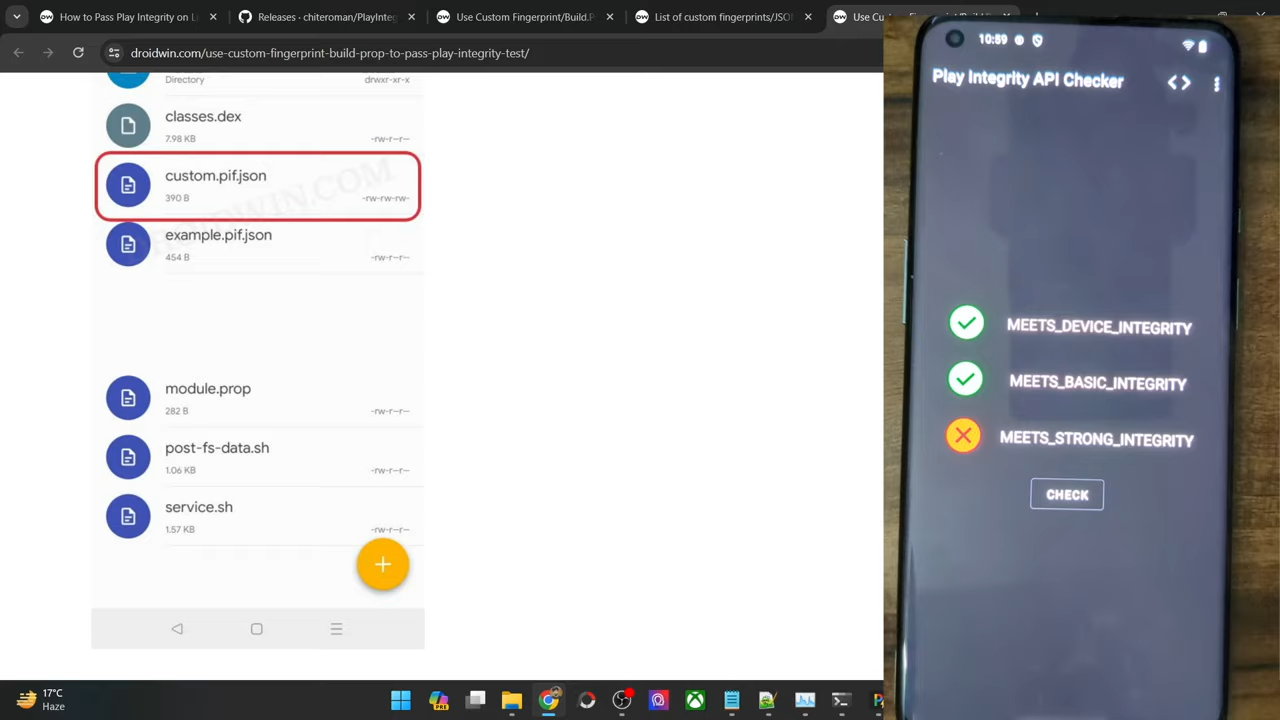 How to Pass Play Integrity on L
Releases · chiteroman/PlayInteg
Use Custom Fingerprint/Build.P
List of custom fingerprints/JSON
Use Cu
droidwin.com/use-custom-fingerprint-build-prop-to-pass-play-integrity-test/
Directory
drwxr-xr-x
classes.dex
7.98 KB
-rw-r--r--
custom.pif.json
390 B
-rw-rw-rw-
example.pif.json
454 B
-rw-r--r--
module.prop
282 B
-rw-r--r--
post-fs-data.sh
1.06 KB
-rw-r--r--
service.sh
1.57 KB
-rw-r--r--
10:59
Play Integrity API Checker
MEETS_DEVICE_INTEGRITY
MEETS_BASIC_INTEGRITY
MEETS_STRONG_INTEGRITY
CHECK
17°C
Haze
PRE